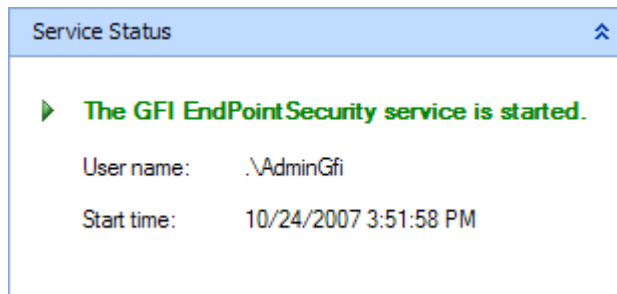 Service Status
The GFI EndPointSecurity service is started.
User name: .\AdminGfi
Start time: 10/24/2007 3:51:58 PM